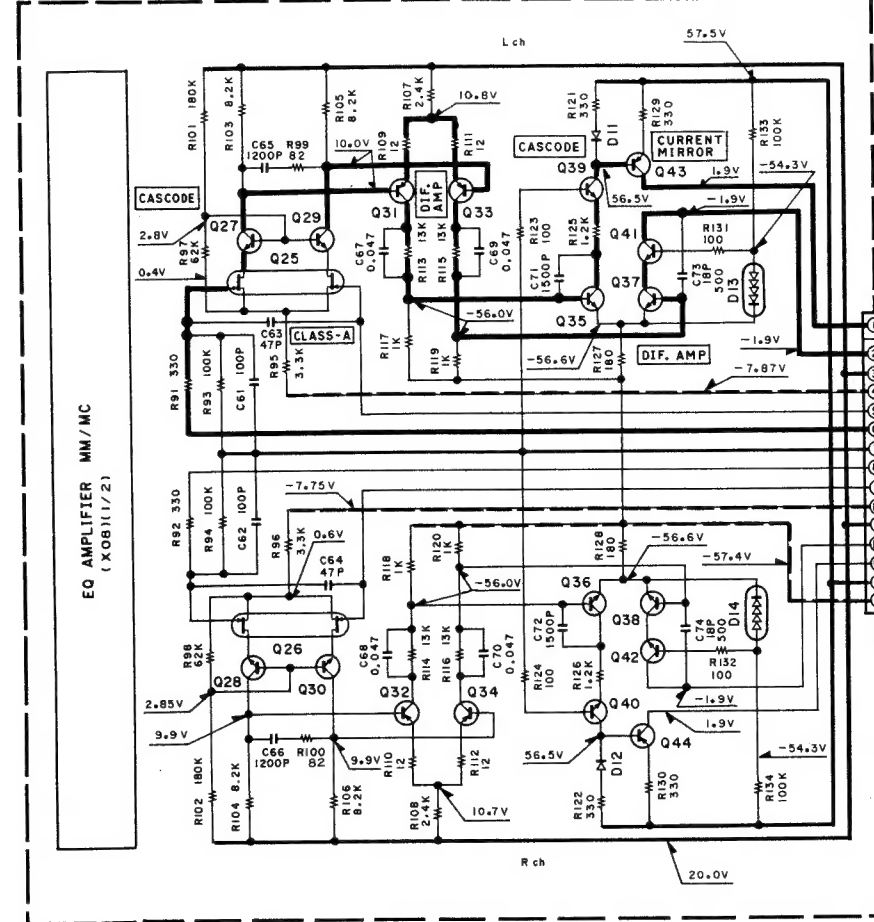 L ch
57.5V
R101 180K
R103 8.2K
R105 8.2K
R107 2.4K
10.8V
R121 330
D11
R129 330
R133 100K
C65 1200P
R99 82
10.0V
R109 12
R111 12
CASCODE
CURRENT MIRROR
-54.3V
Q39
Q43
1.9V
CASCODE
Q27
Q29
Q31
DIF. AMP
Q33
56.5V
-1.9V
2.8V
R97 62K
Q25
0.4V
C67 0.047
R113 13K
R115 13K
C69 0.047
R123 100
R125 1.2K
C71 1500P
Q41
R131 100
Q37
C73 18P 500
D13
-56.0V
Q35
C63 47P
CLASS-A
R95 3.3K
R117 1K
R119 1K
-56.6V
R127 180
DIF. AMP
-1.9V
-7.87V
R91 330
R93 100K
C61 100P
EQ AMPLIFIER MM/MC
(X08)(1/2)
R92 330
R94 100K
C62 100P
-7.75V
R96 3.3K
0.6V
C64 47P
R118 1K
R120 1K
-56.0V
R128 180
-56.6V
-57.4V
Q36
Q38
C72 1500P
C74 18P 500
D14
R98 62K
Q26
Q28
Q30
C68 0.047
R114 13K
R116 13K
C70 0.047
R124 100
R126 1.2K
Q42
R132 100
Q32
Q34
Q40
-1.9V
1.9V
2.85V
9.9V
C66 1200P
R100 82
9.9V
R110 12
R112 12
56.5V
D12
Q44
-54.3V
R102 180K
R104 8.2K
R106 8.2K
R108 2.4K
10.7V
R122 330
R130 330
R134 100K
R ch
20.0V